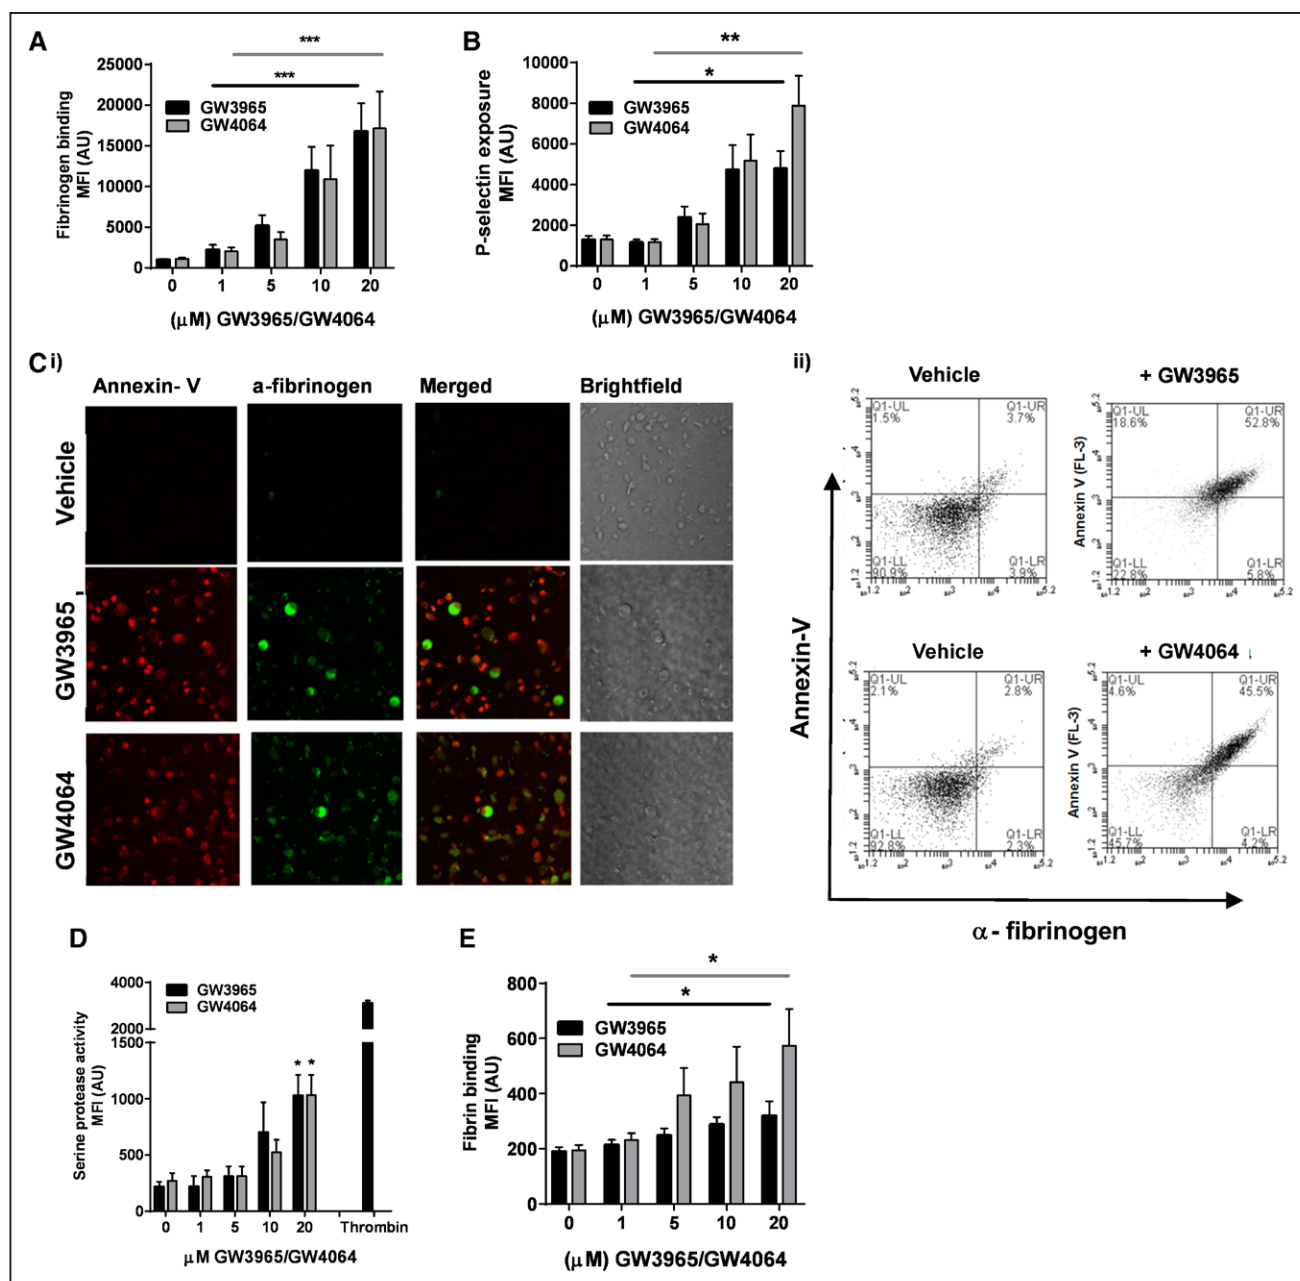 A
***
***
25000
20000
15000
10000
5000
0
GW3965
GW4064
Fibrinogen binding
MFI (AU)
0 1 5 10 20
(µM) GW3965/GW4064
B
**
*
10000
8000
6000
4000
2000
0
GW3965
GW4064
P-selectin exposure
MFI (AU)
0 1 5 10 20
(µM) GW3965/GW4064
C i)
Annexin- V a-fibrinogen Merged Brightfield
Vehicle
GW3965
GW4064
ii)
Vehicle
Q1-UL Q1-UR
1.5% 3.7%
Q1-LL Q1-LR
90.9% 3.9%
+ GW3965
Q1-UL Q1-UR
18.6% 52.8%
Annexin V (FL-3)
Q1-LL Q1-LR
22.8% 5.8%
Vehicle
Q1-UL Q1-UR
2.1% 2.8%
Q1-LL Q1-LR
92.8% 2.3%
+ GW4064
Q1-UL Q1-UR
4.6% 45.5%
Annexin V (FL-3)
Q1-LL Q1-LR
45.7% 4.2%
Annexin-V
α- fibrinogen
D
4000
2000
1500
1000
500
0
GW3965
GW4064
* *
Serine protease activity
MFI (AU)
0 1 5 10 20 Thrombin
µM GW3965/GW4064
E
*
*
800
600
400
200
0
GW3965
GW4064
Fibrin binding
MFI (AU)
0 1 5 10 20
(µM) GW3965/GW4064